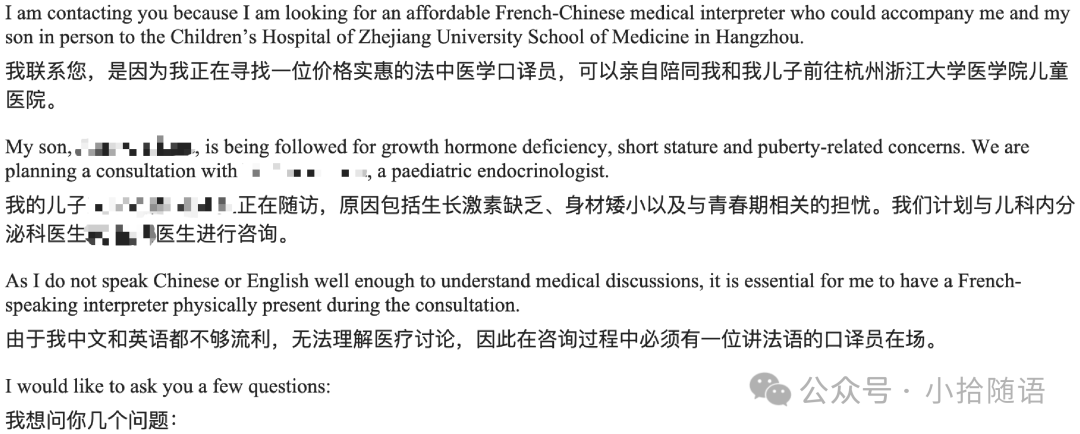 I am contacting you because I am looking for an affordable French-Chinese medical interpreter who could accompany me and my
son in person to the Children's Hospital of Zhejiang University School of Medicine in Hangzhou.
我联系您，是因为我正在寻找一位价格实惠的法中医学口译员，可以亲自陪同我和我儿子前往杭州浙江大学医学院儿童
医院。
My son, , is being followed for growth hormone deficiency, short stature and puberty-related concerns. We are
planning a consultation with , a paediatric endocrinologist.
我的儿子 正在随访，原因包括生长激素缺乏、身材矮小以及与青春期相关的担忧。我们计划与儿科内分
泌科医生 医生进行咨询。
As I do not speak Chinese or English well enough to understand medical discussions, it is essential for me to have a French-
speaking interpreter physically present during the consultation.
由于我中文和英语都不够流利，无法理解医疗讨论，因此在咨询过程中必须有一位讲法语的口译员在场。
I would like to ask you a few questions:
我想问你几个问题：
公众号 · 小拾随语